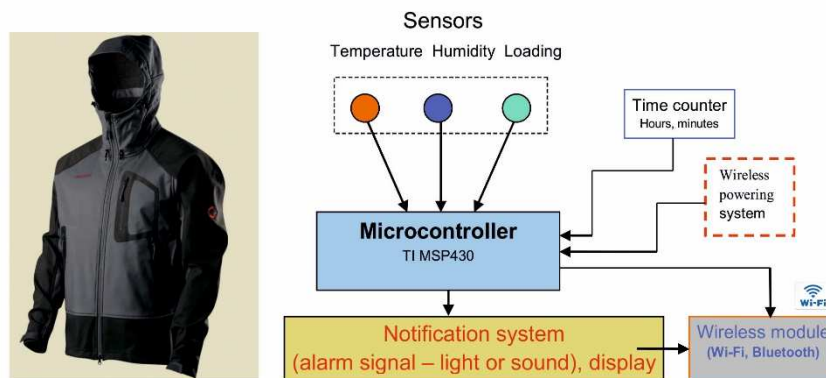 Sensors
Temperature Humidity Loading
Time counter
Hours, minutes
Wireless
powering
system
Microcontroller
TI MSP430
Wi-Fi
Notification system
(alarm signal – light or sound), display
Wireless module
(Wi-Fi, Bluetooth)